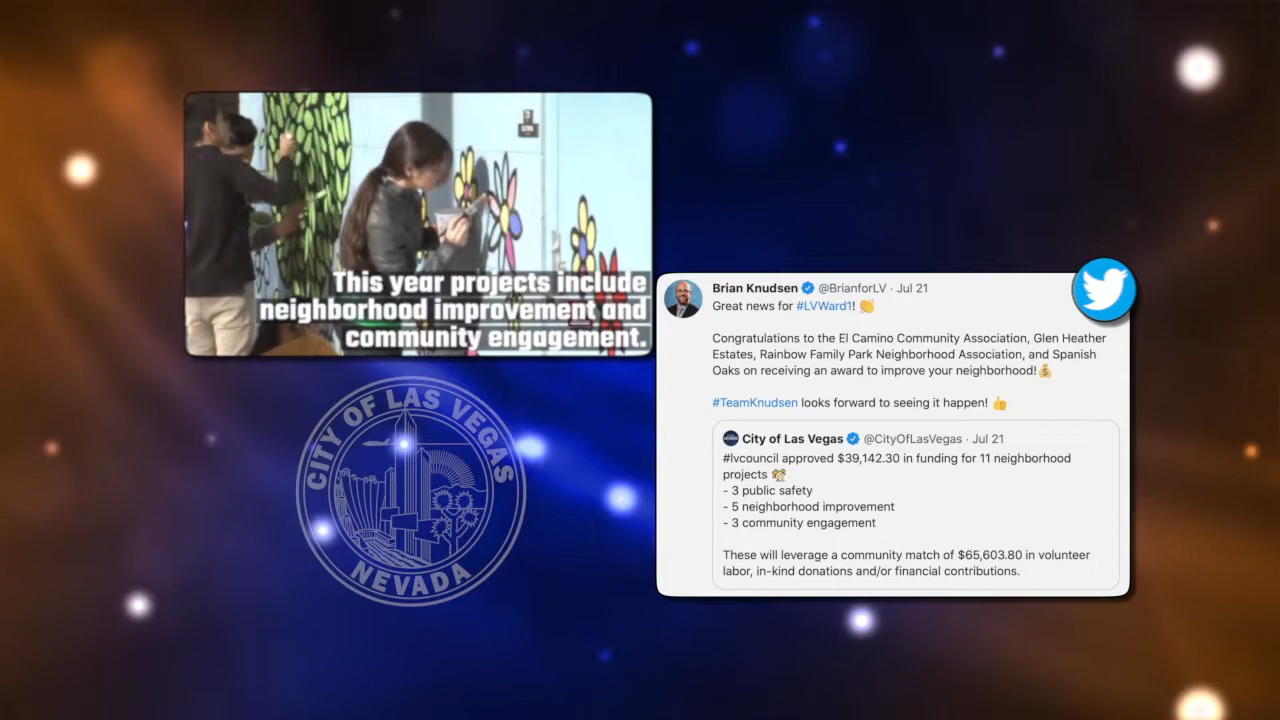 This year projects include
neighborhood improvement and
community engagement.
CITY OF LAS VEGAS
NEVADA
Brian Knudsen @BrianforLV · Jul 21
Great news for #LVWard1! 👏
Congratulations to the El Camino Community Association, Glen Heather
Estates, Rainbow Family Park Neighborhood Association, and Spanish
Oaks on receiving an award to improve your neighborhood!💰
#TeamKnudsen looks forward to seeing it happen! 👍
City of Las Vegas @CityOfLasVegas · Jul 21
#lvcouncil approved $39,142.30 in funding for 11 neighborhood
projects 🏘️
- 3 public safety
- 5 neighborhood improvement
- 3 community engagement
These will leverage a community match of $65,603.80 in volunteer
labor, in-kind donations and/or financial contributions.